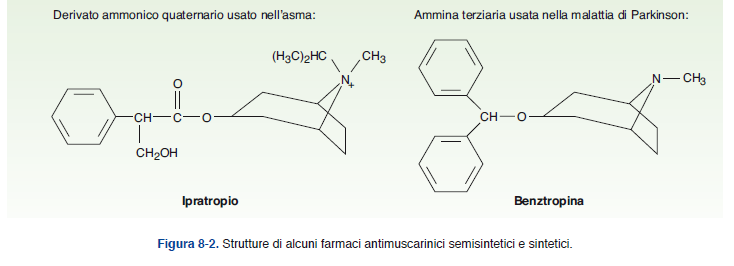 Derivato ammonico quaternario usato nell'asma:
Ammina terziaria usata nella malattia di Parkinson:
(H3C)2HC
CH3
N+
O
CH—C—O
CH2OH
Ipratropio
N—CH3
CH—O
Benztropina
Figura 8-2. Strutture di alcuni farmaci antimuscarinici semisintetici e sintetici.